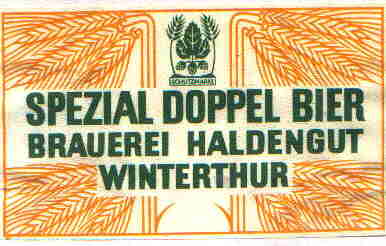 SCHUTZMARKE
SPEZIAL DOPPEL BIER
BRAUEREI HALDENGUT
WINTERTHUR